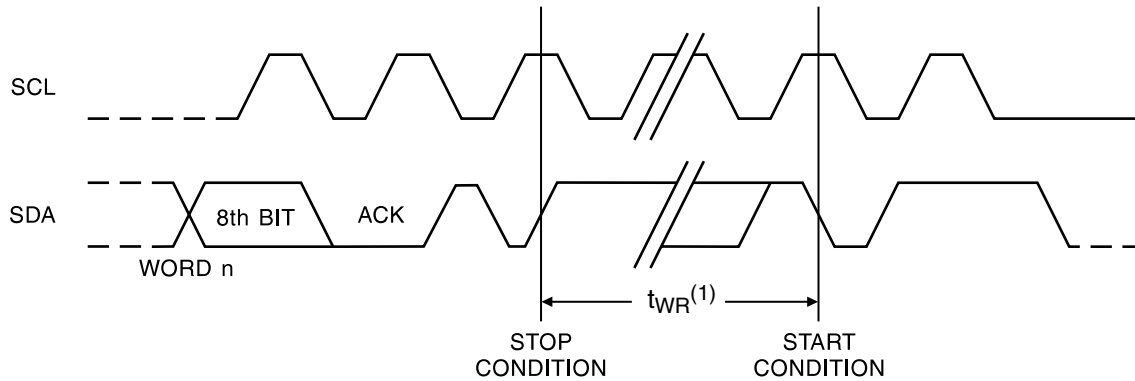 SCL
SDA
8th BIT
ACK
WORD n
tWR(1)
STOP
CONDITION
START
CONDITION